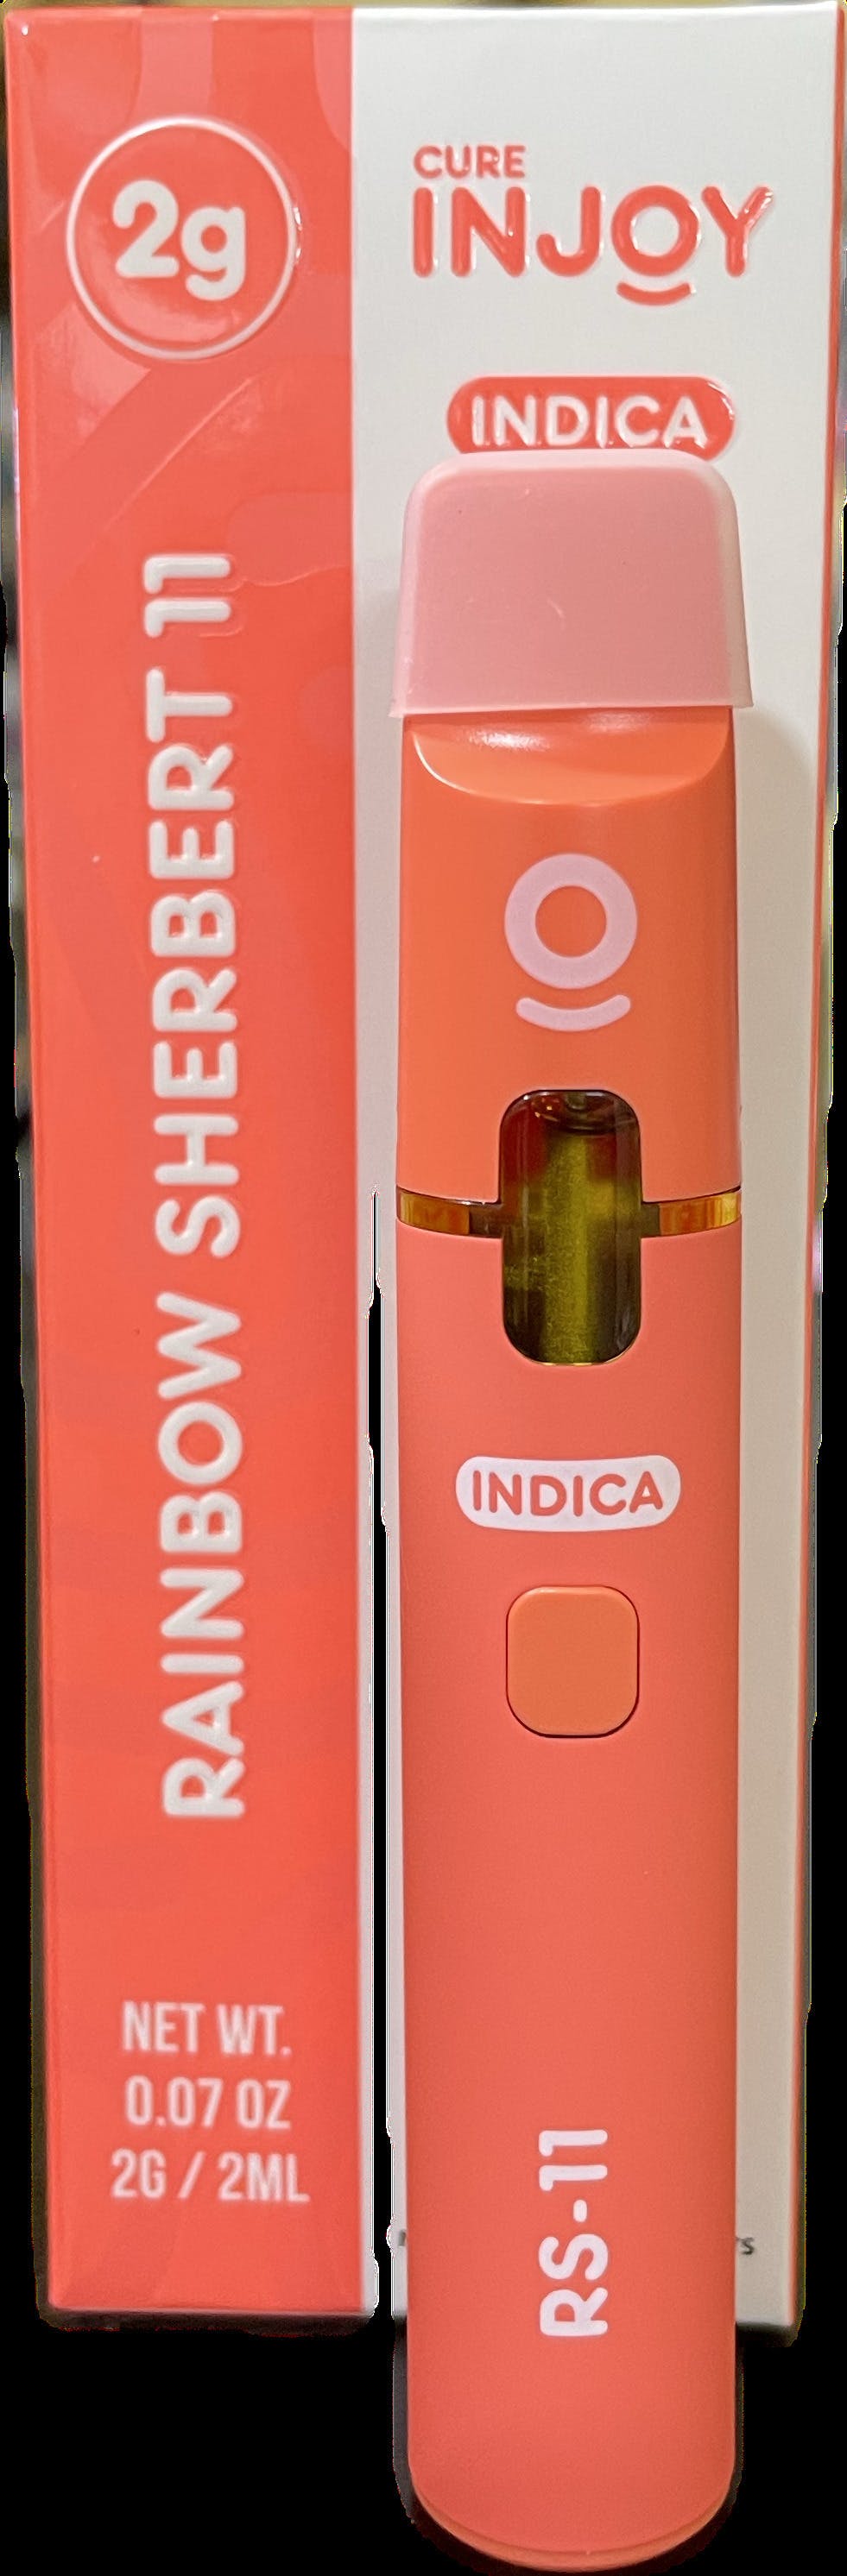 2g
RAINBOW SHERBERT 11
NET WT.
0.07 OZ
2G / 2ML
CURE
INJOY
INDICA
INDICA
RS-11